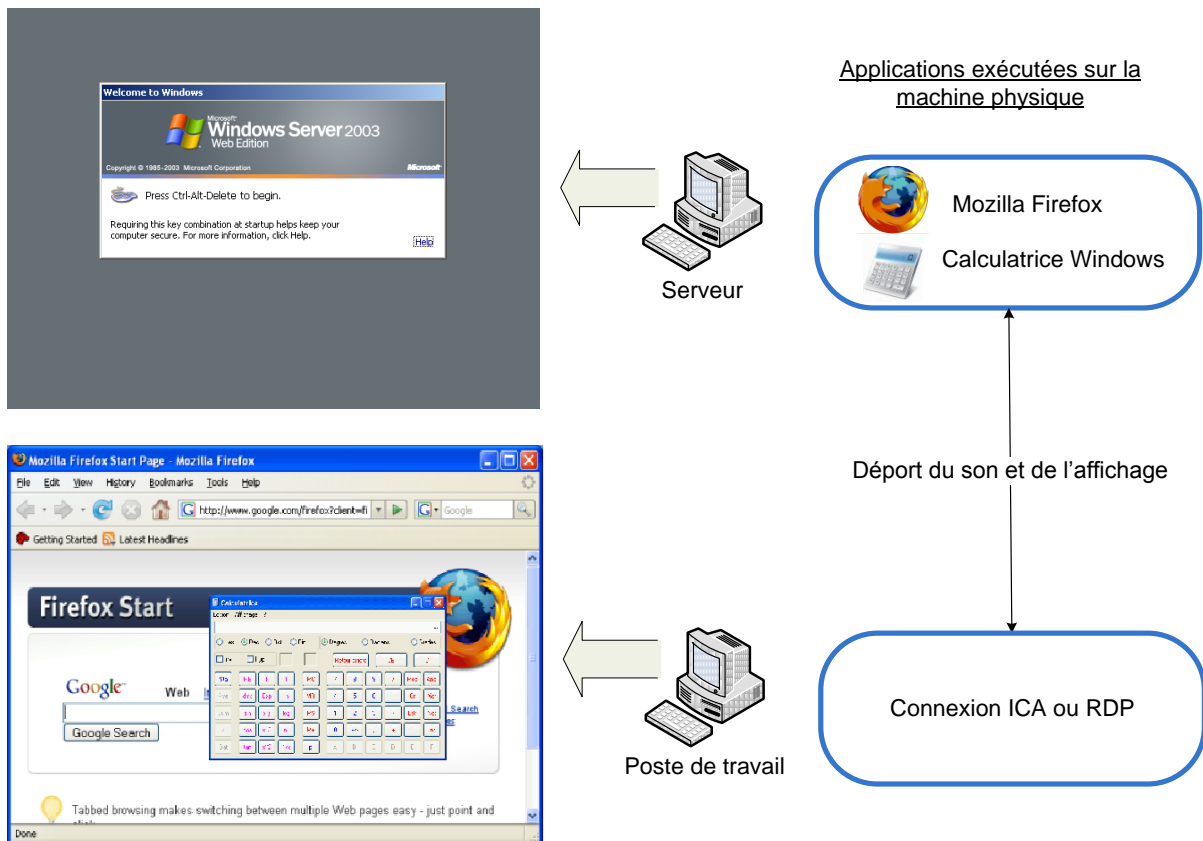 Welcome to Windows
Microsoft
Windows Server 2003
Web Edition
Copyright © 1985-2003 Microsoft Corporation
Microsoft
Press Ctrl-Alt-Delete to begin.
Requiring this key combination at startup helps keep your
computer secure. For more information, click Help.
Help
Serveur
Applications exécutées sur la
machine physique
Mozilla Firefox
Calculatrice Windows
Déport du son et de l'affichage
Mozilla Firefox Start Page - Mozilla Firefox
File Edit View History Bookmarks Tools Help
http://www.google.com/firefox?client=fi
Google
Getting Started Latest Headlines
Firefox Start
Calculatrice
Google
Web
Search
Google Search
Tabbed browsing makes switching between multiple Web pages easy - just point and
Done
Poste de travail
Connexion ICA ou RDP